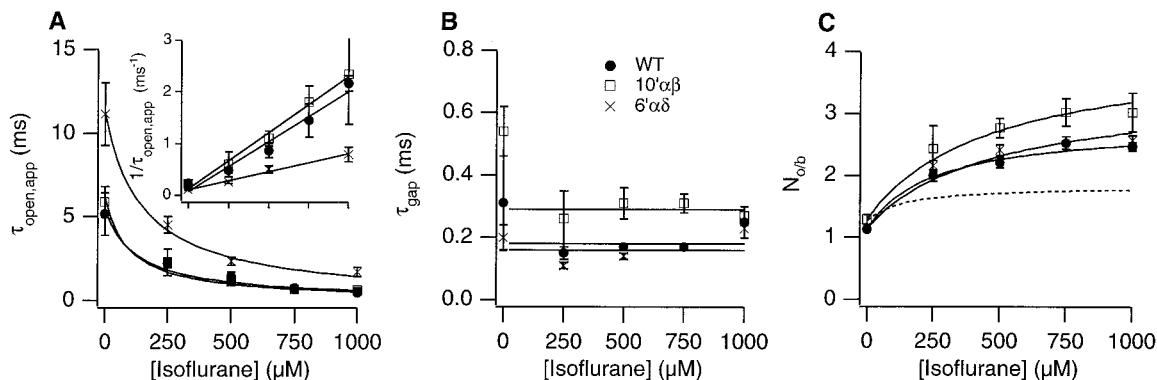 A
15
10
5
0
τopen,app (ms)
3
2
1
0
1/τopen,app (ms-1)
0 250 500 750 1000
[Isoflurane] (μM)
B
0.8
0.6
0.4
0.2
0.0
τgap (ms)
WT
10'αβ
6'αδ
0 250 500 750 1000
[Isoflurane] (μM)
C
4
3
2
1
0
No/b
0 250 500 750 1000
[Isoflurane] (μM)